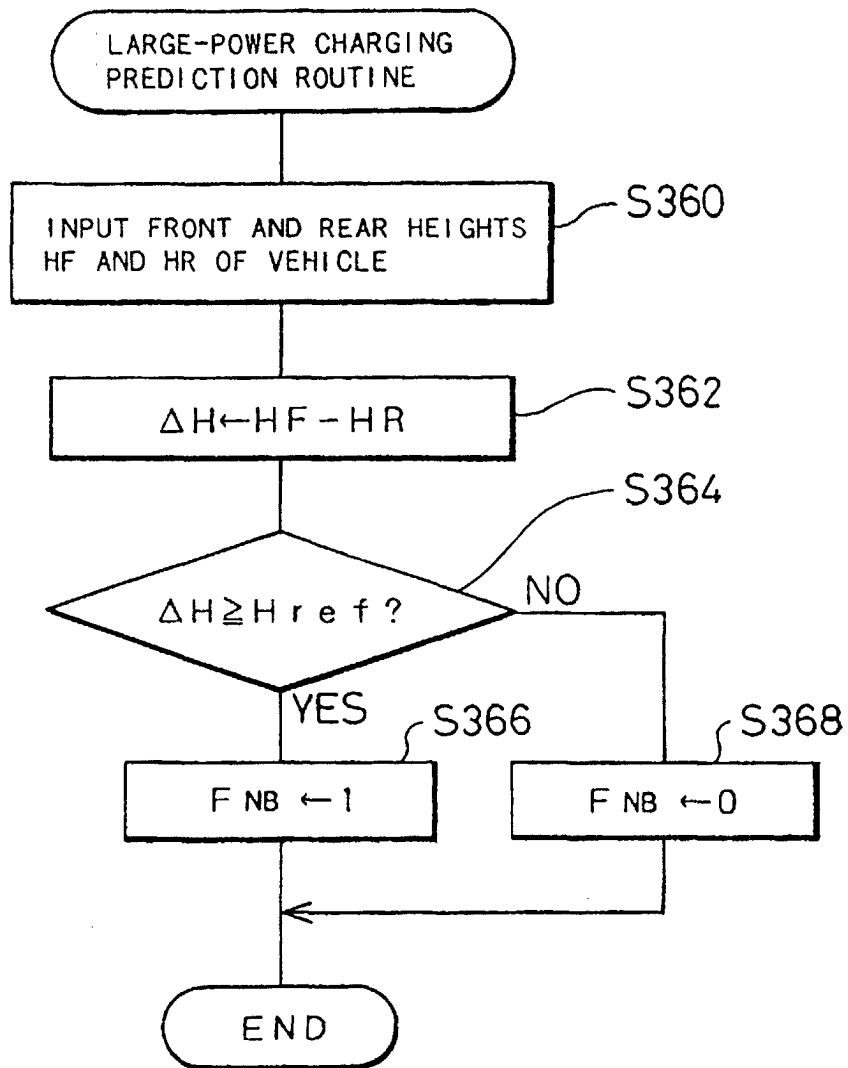 LARGE-POWER CHARGING
PREDICTION ROUTINE
S360
INPUT FRONT AND REAR HEIGHTS
HF AND HR OF VEHICLE
S362
ΔH←HF-HR
S364
ΔH≧Href?
NO
YES
S366
S368
FNB ←1
FNB ←0
END